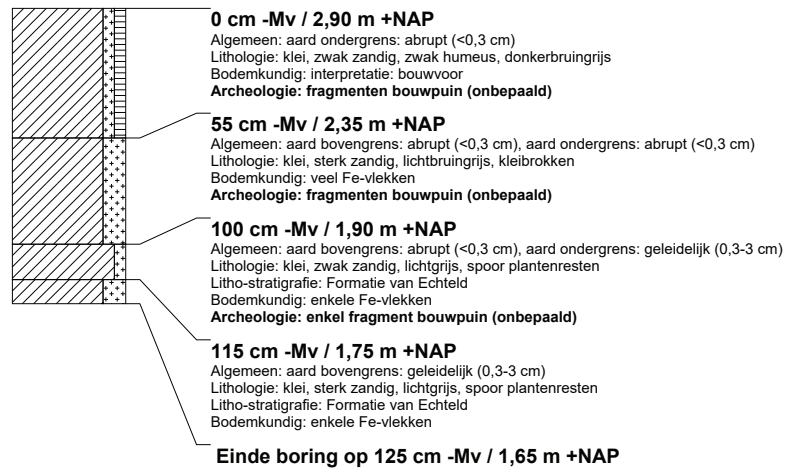 0 cm -Mv / 2,90 m +NAP
Algemeen: aard ondergrens: abrupt (<0,3 cm)
Lithologie: klei, zwak zandig, zwak humeus, donkerbruingrijs
Bodemkundig: interpretatie: bouwvoor
Archeologie: fragmenten bouwpuin (onbepaald)
55 cm -Mv / 2,35 m +NAP
Algemeen: aard bovengrens: abrupt (<0,3 cm), aard ondergrens: abrupt (<0,3 cm)
Lithologie: klei, sterk zandig, lichtbruingrijs, kleibrokken
Bodemkundig: veel Fe-vlekken
Archeologie: fragmenten bouwpuin (onbepaald)
100 cm -Mv / 1,90 m +NAP
Algemeen: aard bovengrens: abrupt (<0,3 cm), aard ondergrens: geleidelijk (0,3-3 cm)
Lithologie: klei, zwak zandig, lichtgrijs, spoor plantenresten
Litho-stratigrafie: Formatie van Echteld
Bodemkundig: enkele Fe-vlekken
Archeologie: enkel fragment bouwpuin (onbepaald)
115 cm -Mv / 1,75 m +NAP
Algemeen: aard bovengrens: geleidelijk (0,3-3 cm)
Lithologie: klei, sterk zandig, lichtgrijs, spoor plantenresten
Litho-stratigrafie: Formatie van Echteld
Bodemkundig: enkele Fe-vlekken
Einde boring op 125 cm -Mv / 1,65 m +NAP